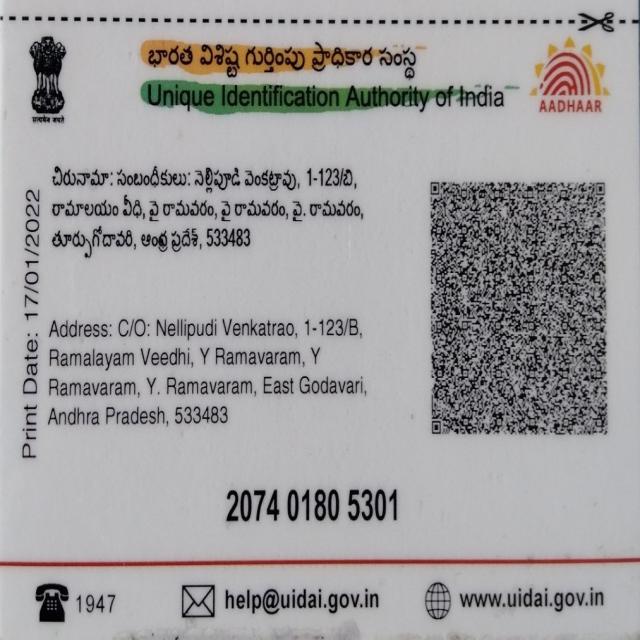 భారత విశిష్ట గుర్తింపు ప్రాధికార సంస్థ
Unique Identification Authority of India
सत्यमेव जयते
AADHAAR
చిరునామా: సంబంధీకులు: నెల్లిపూడి వెంకట్రావు, 1-123/బి,
రామాలయం వీధి, వై రామవరం, వై రామవరం, వై. రామవరం,
తూర్పుగోదావరి, ఆంధ్ర ప్రదేశ్, 533483
Print Date: 17/01/2022
Address: C/O: Nellipudi Venkatrao, 1-123/B,
Ramalayam Veedhi, Y Ramavaram, Y
Ramavaram, Y. Ramavaram, East Godavari,
Andhra Pradesh, 533483
2074 0180 5301
1947
help@uidai.gov.in
www.uidai.gov.in